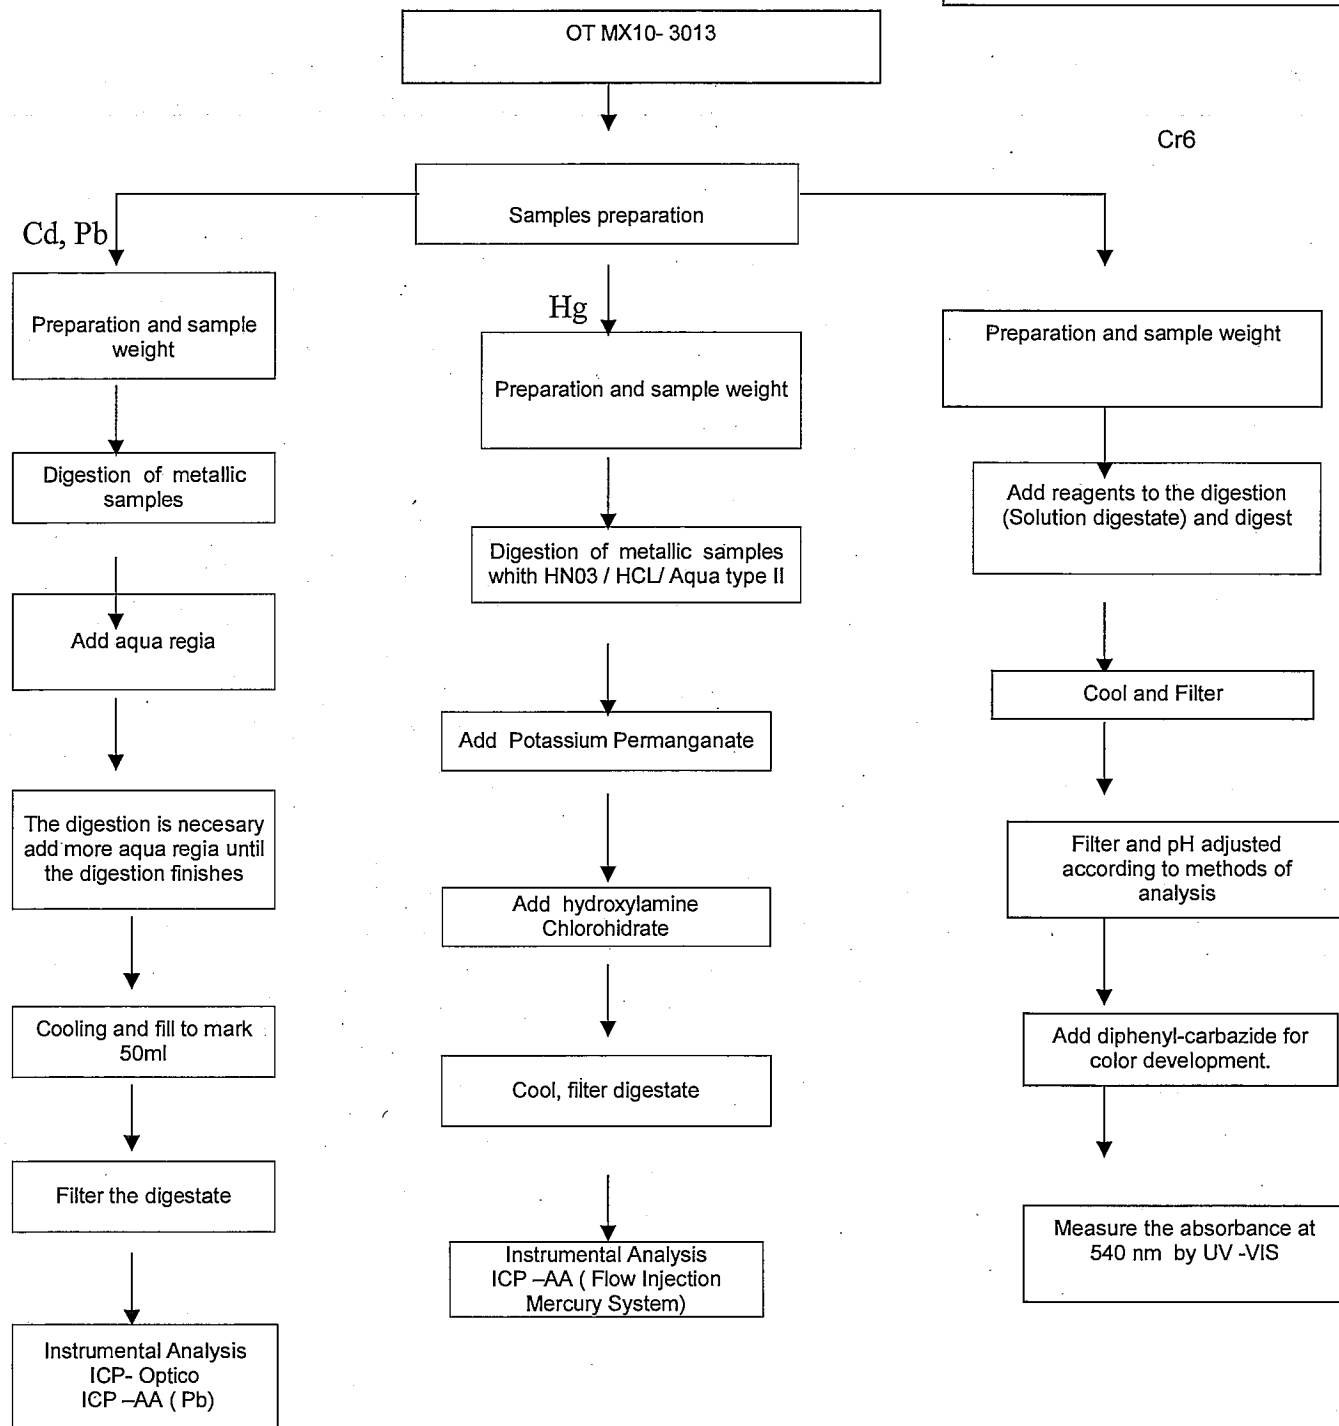 OT MX10- 3013
Cr6
Samples preparation
Cd, Pb
Preparation and sample
weight
Digestion of metallic
samples
Add aqua regia
The digestion is necesary
add more aqua regia until
the digestion finishes
Cooling and fill to mark
50ml
Filter the digestate
Instrumental Analysis
ICP- Optico
ICP –AA ( Pb)
Hg
Preparation and sample weight
Digestion of metallic samples
whith HN03 / HCL/ Aqua type II
Add Potassium Permanganate
Add hydroxylamine
Chlorohidrate
Cool, filter digestate
Instrumental Analysis
ICP –AA ( Flow Injection
Mercury System)
Preparation and sample weight
Add reagents to the digestion
(Solution digestate) and digest
Cool and Filter
Filter and pH adjusted
according to methods of
analysis
Add diphenyl-carbazide for
color development.
Measure the absorbance at
540 nm by UV -VIS